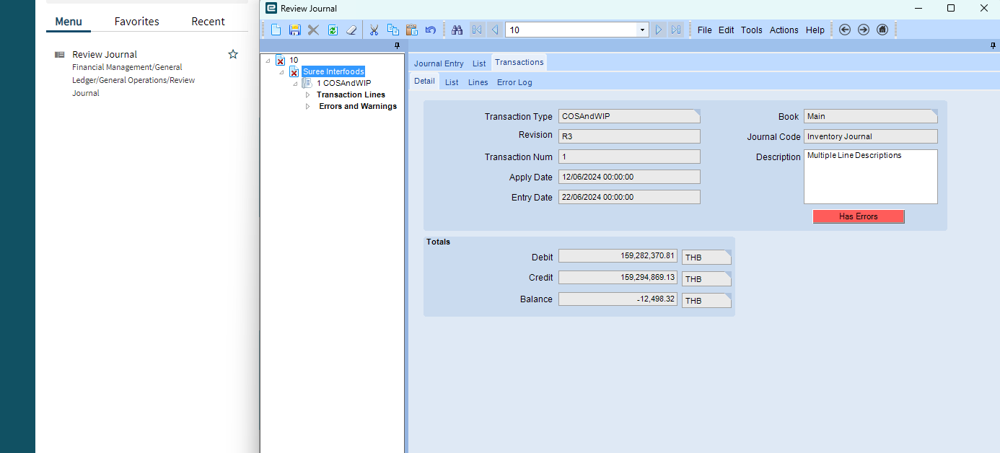 Menu
Favorites
Recent
Review Journal
Financial Management/General
Ledger/General Operations/Review
Journal
Review Journal
10
File Edit Tools Actions Help
10
Suree Interfoods
1 COSAndWIP
Transaction Lines
Errors and Warnings
Journal Entry List Transactions
Detail List Lines Error Log
Transaction Type COSAndWIP
Revision R3
Transaction Num 1
Apply Date 12/06/2024 00:00:00
Entry Date 22/06/2024 00:00:00
Book Main
Journal Code Inventory Journal
Description Multiple Line Descriptions
Has Errors
Totals
Debit 159,282,370.81 THB
Credit 159,294,869.13 THB
Balance -12,498.32 THB